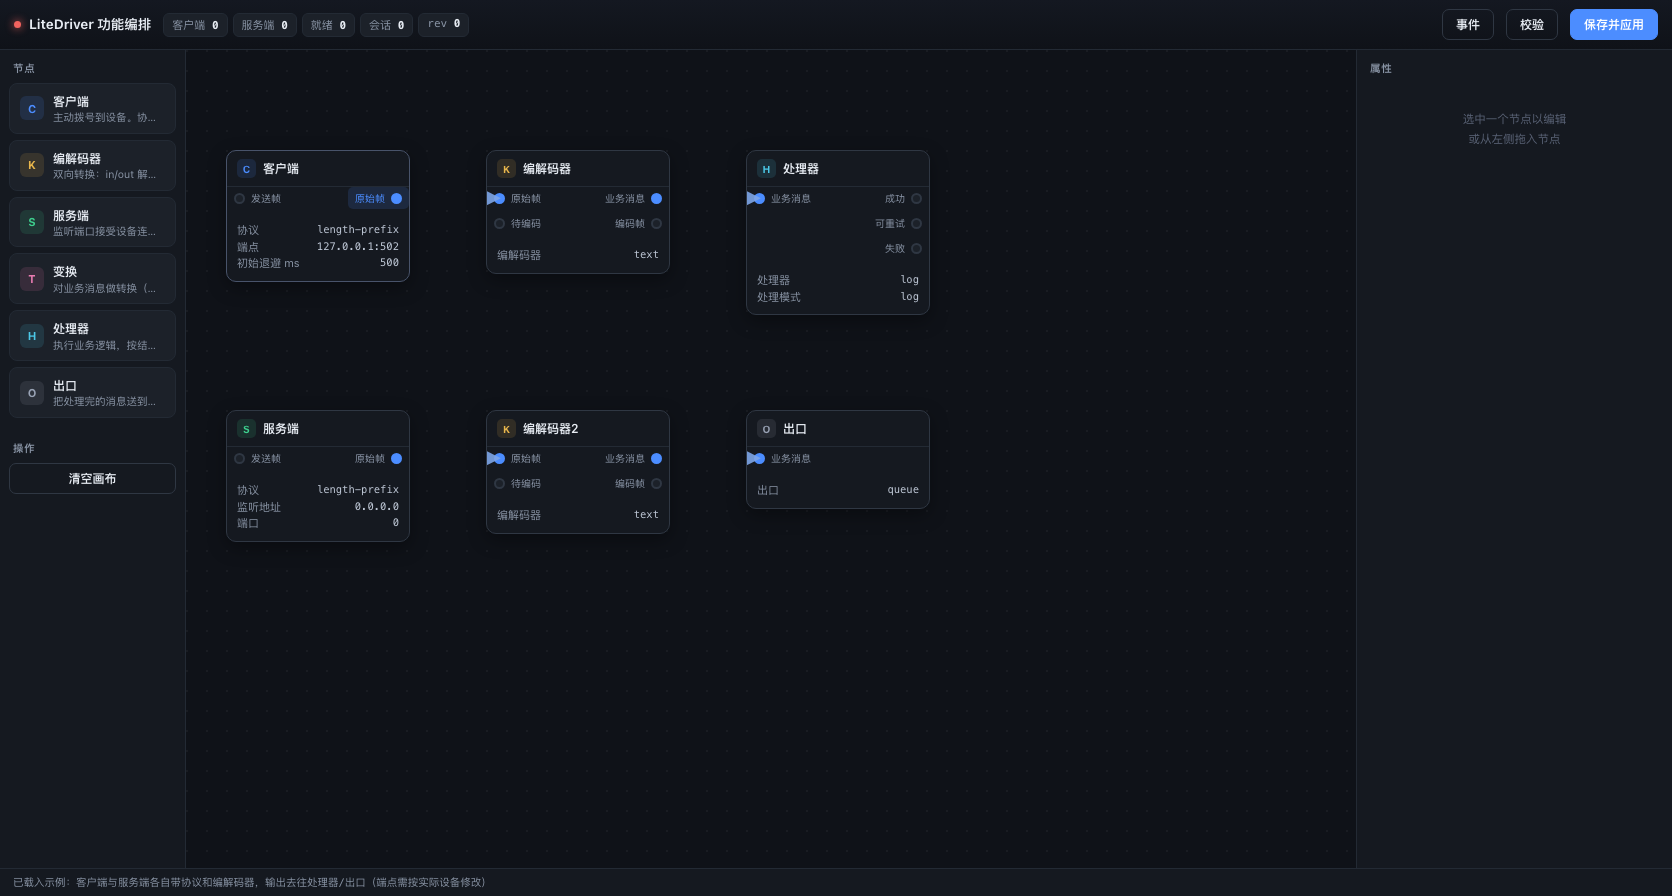 LiteDriver 功能编排 客户端 0 服务端 0 就绪 0 会话 0 rev 0 事件 校验 保存并应用
节点
C 客户端
主动拨号到设备。协...
K 编解码器
双向转换：in/out 解...
S 服务端
监听端口接受设备连...
T 变换
对业务消息做转换（...
H 处理器
执行业务逻辑，按结...
O 出口
把处理完的消息送到...
操作
清空画布
C 客户端
发送帧 原始帧
协议 length-prefix
端点 127.0.0.1:502
初始退避 ms 500
K 编解码器
原始帧 业务消息
待编码 编码帧
编解码器 text
H 处理器
业务消息 成功
可重试
失败
处理器 log
处理模式 log
S 服务端
发送帧 原始帧
协议 length-prefix
监听地址 0.0.0.0
端口 0
K 编解码器2
原始帧 业务消息
待编码 编码帧
编解码器 text
O 出口
业务消息
出口 queue
属性
选中一个节点以编辑
或从左侧拖入节点
已载入示例：客户端与服务端各自带协议和编解码器，输出去往处理器/出口（端点需按实际设备修改）